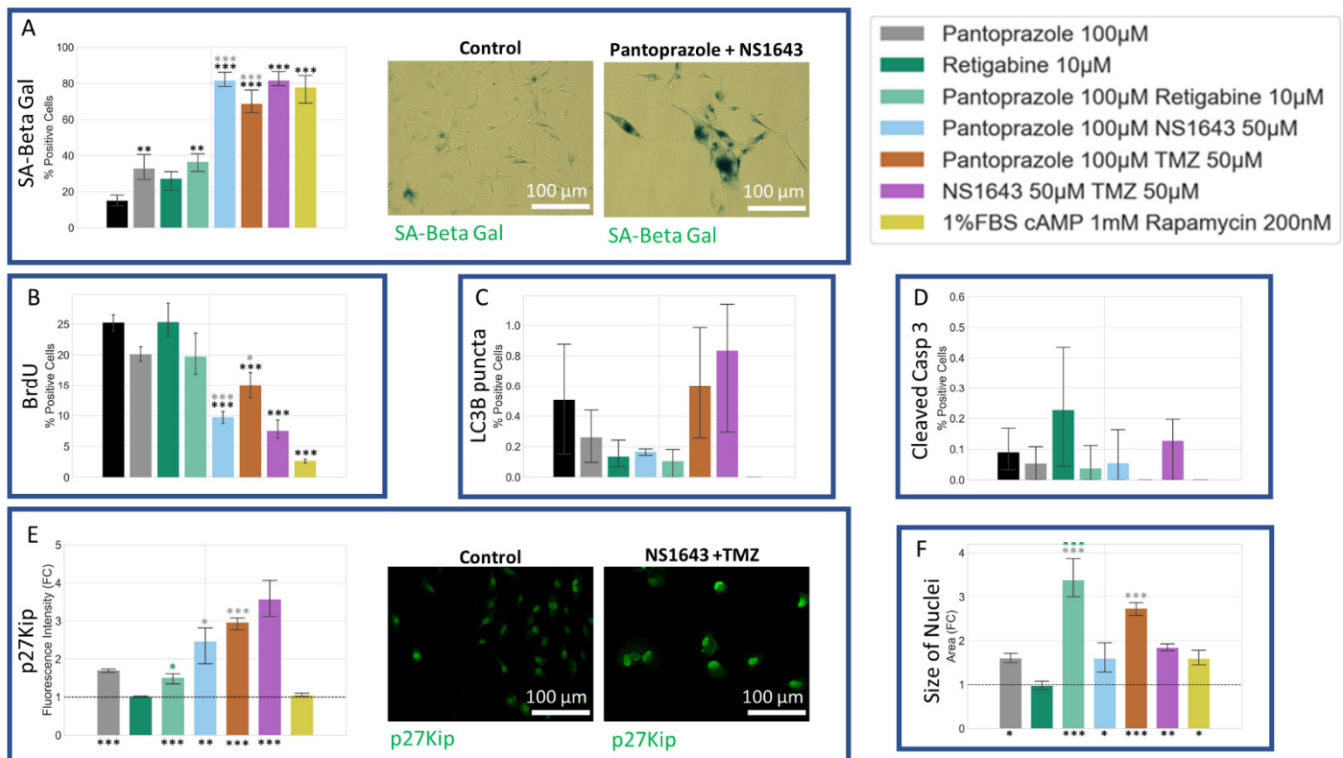 A
SA-Beta Gal
% Positive Cells
100
80
60
40
20
0
**
**
***
***
***
***
***
***
Control
Pantoprazole + NS1643
100 μm
100 μm
SA-Beta Gal
SA-Beta Gal
Pantoprazole 100μM
Retigabine 10μM
Pantoprazole 100μM Retigabine 10μM
Pantoprazole 100μM NS1643 50μM
Pantoprazole 100μM TMZ 50μM
NS1643 50μM TMZ 50μM
1%FBS cAMP 1mM Rapamycin 200nM
B
BrdU
% Positive Cells
25
20
15
10
5
0
***
***
*
***
***
***
C
LC3B puncta
% Positive Cells
1.0
0.8
0.6
0.4
0.2
0.0
D
Cleaved Casp 3
% Positive Cells
0.6
0.5
0.4
0.3
0.2
0.1
0.0
E
p27Kip
Fluorescence Intensity (FC)
5
4
3
2
1
0
*
*
***
*** *** ** *** ***
Control
NS1643 +TMZ
100 μm
100 μm
p27Kip
p27Kip
F
Size of Nuclei
Area (FC)
4
3
2
1
0
***
***
***
* *** * *** ** *